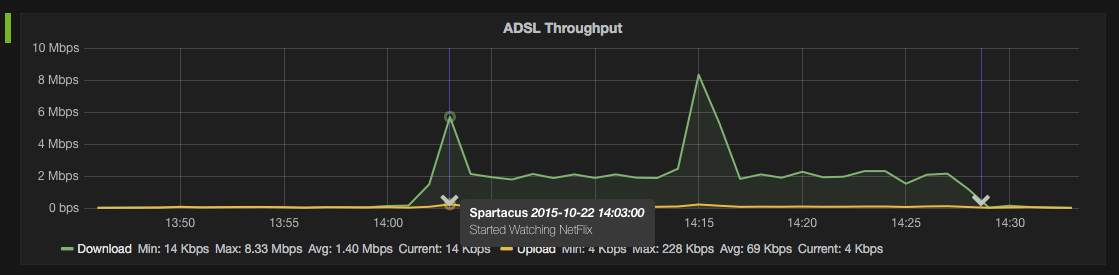 ADSL Throughput
10 Mbps
8 Mbps
6 Mbps
4 Mbps
2 Mbps
0 bps
13:50 13:55 14:00 14:15 14:20 14:25 14:30
Spartacus 2015-10-22 14:03:00
Started Watching NetFlix
Download Min: 14 Kbps Max: 8.33 Mbps Avg: 1.40 Mbps Current: 14 Kbps Upload Min: 4 Kbps Max: 228 Kbps Avg: 69 Kbps Current: 4 Kbps